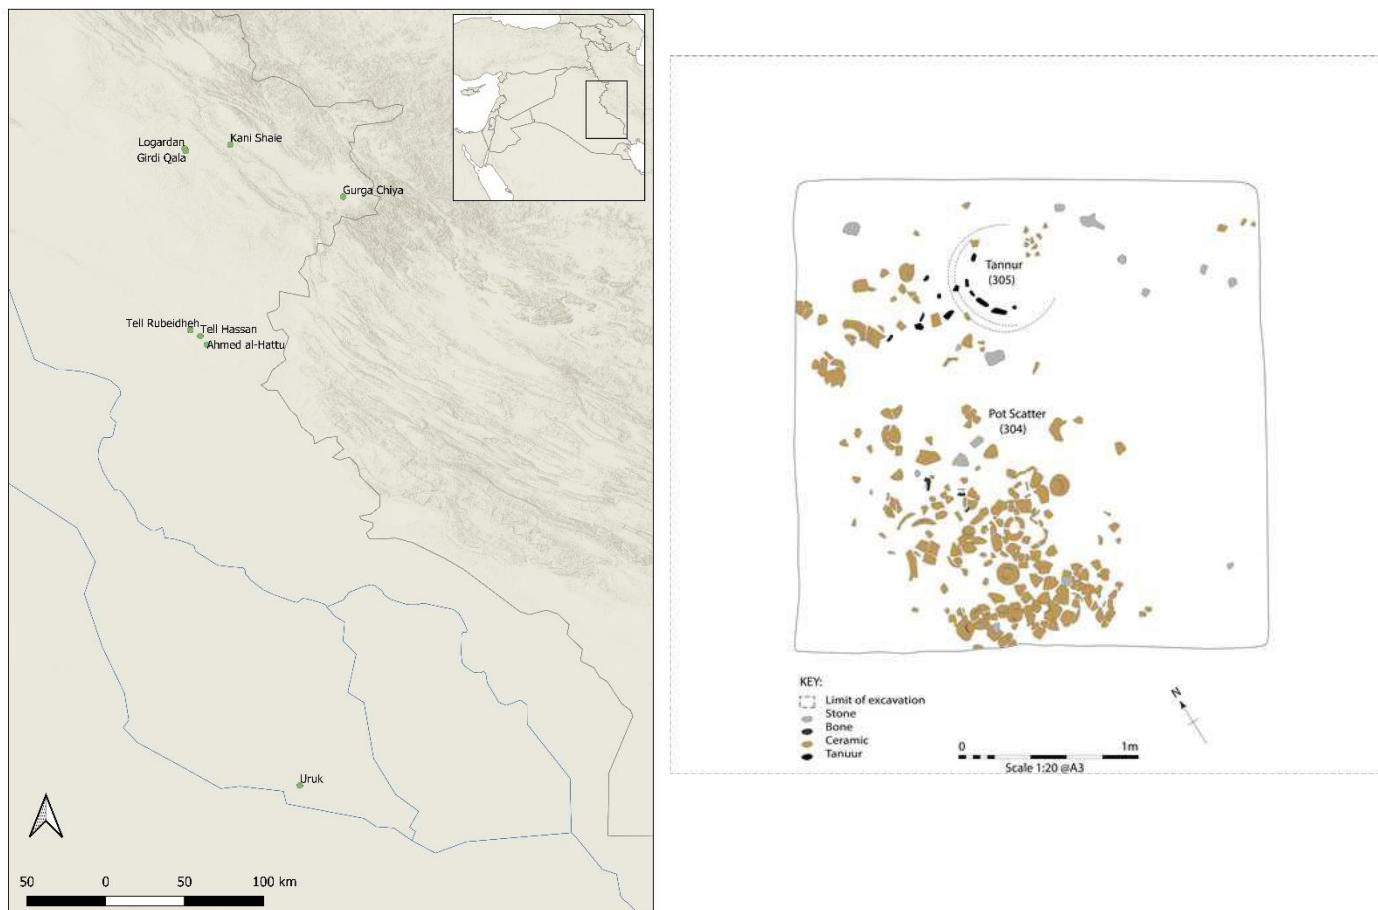 Logardan
Kani Shaie
Girdi Qala
Gurga Chiya
Tell Rubeidheh
Tell Hassan
Ahmed al-Hattu
Uruk
50 0 50 100 km
Tannur
(305)
Pot Scatter
(304)
KEY:
Limit of excavation
Stone
Bone
Ceramic
Tanuur
N
0 1m
Scale 1:20 @A3